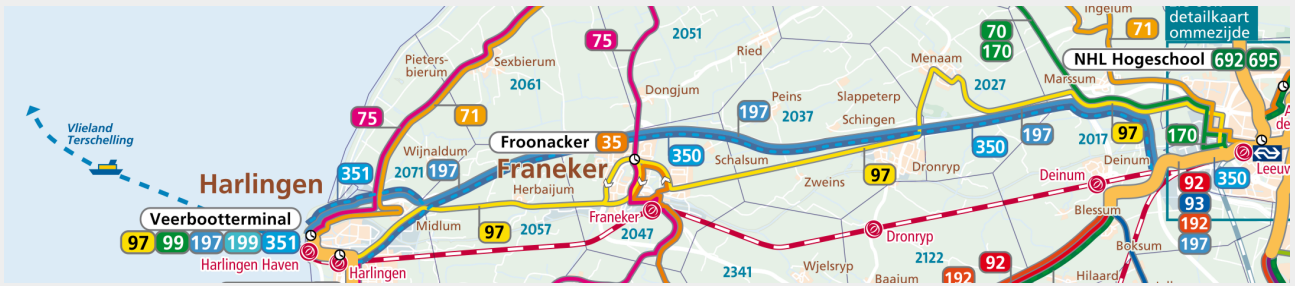 Ingelum
detailkaart
ommezijde
71
75
2051
70
170
Ried
Pieters-
bierum
Sexbierum
2061
Menaam
NHL Hogeschool 692 695
Marssum
2027
Dongjum
Peins
2037
Slappeterp
Schingen
197
75
71
Vlieland
Terschelling
Froonacker 35
350
197
2017
97
170
Wijnaldum
2071
197
351
Franeker
350
Schalsum
Dronryp
97
Deinum
Leeuw
Harlingen
Herbaijum
Zweins
Deinum
92
350
93
192
197
Veerbootterminal
97 99 197 199 351
Harlingen Haven
Harlingen
Midlum
97
2057
Franeker
2047
Dronryp
Blessum
Boksum
2341
Wjelsryp
Baaium
2122
92
192
Hilaard